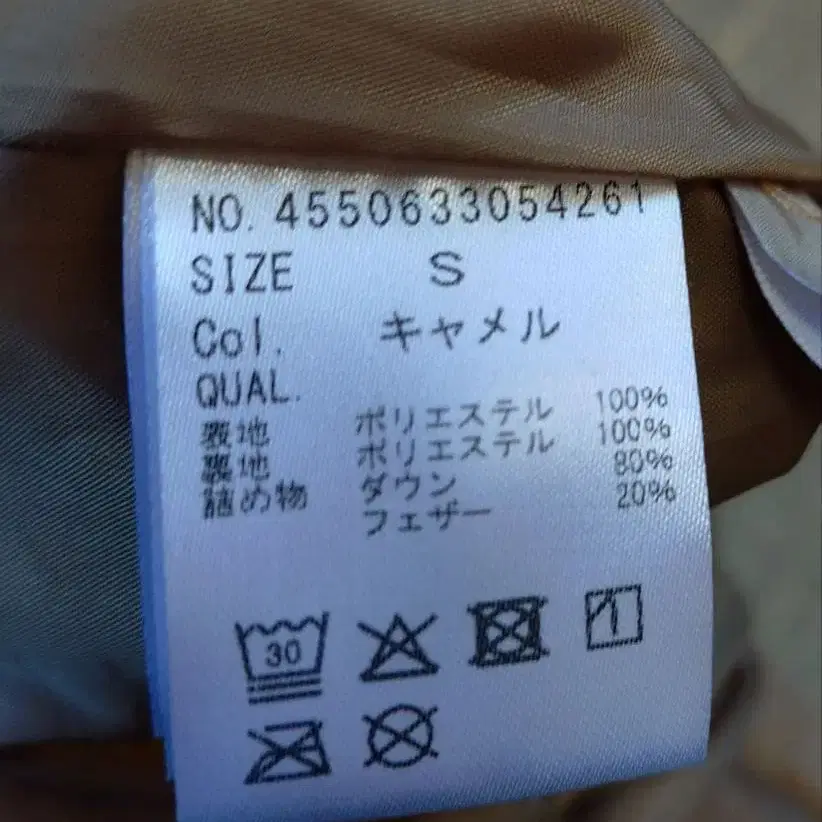 NO. 4550633054261
SIZE S
Col. キャメル
QUAL.
表地 ポリエステル 100%
裏地 ポリエステル 100%
詰め物 ダウン 80%
フェザー 20%
30